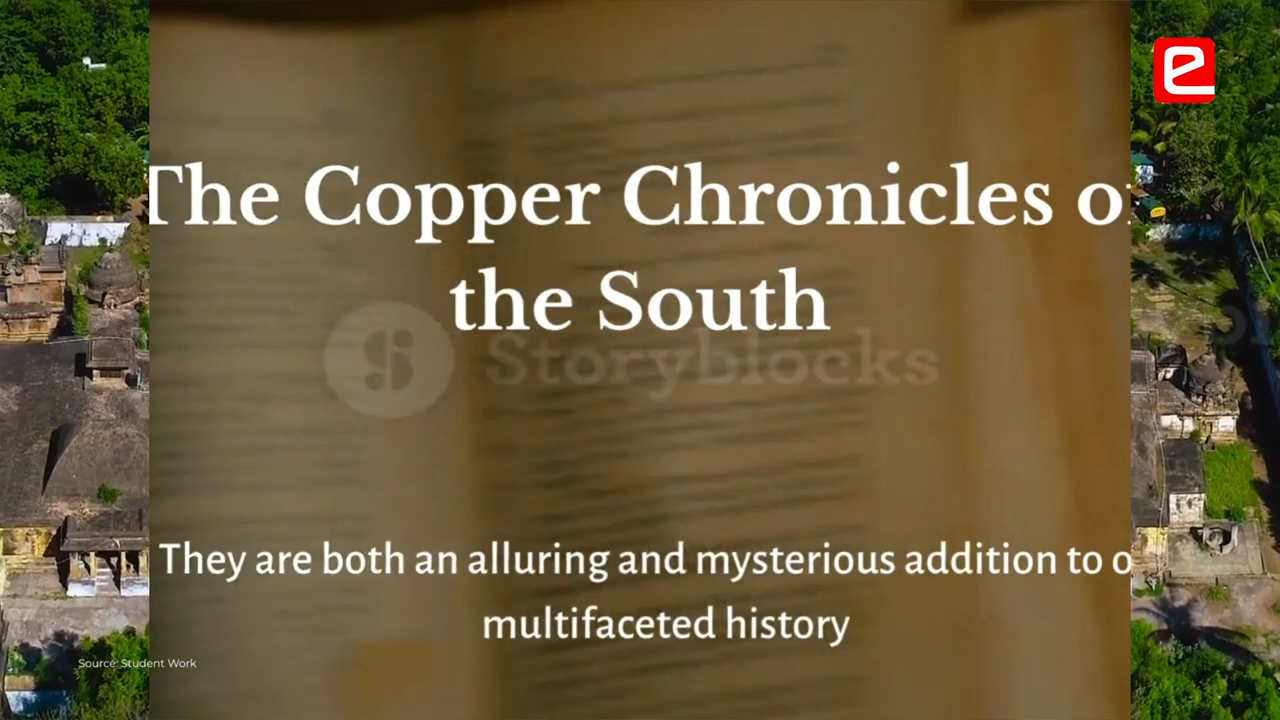 The Copper Chronicles o
the South
Storyblocks
They are both an alluring and mysterious addition to o
multifaceted history
Source: Student Work